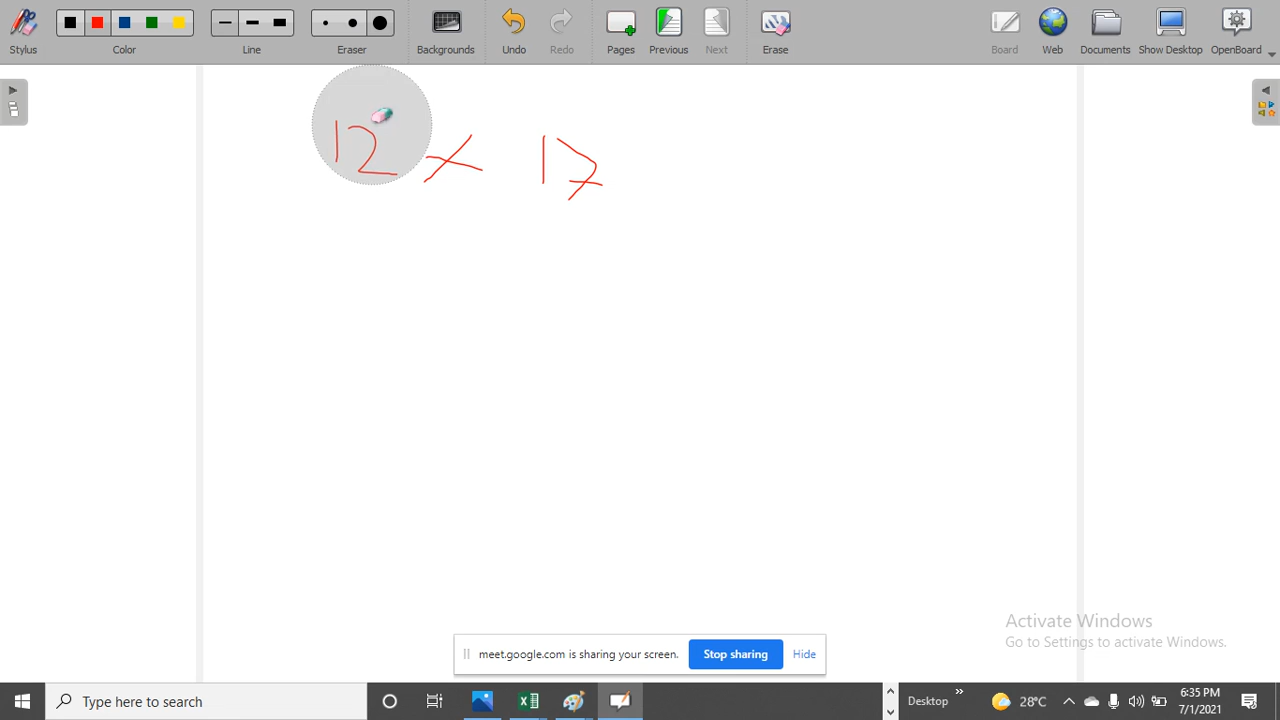 Stylus Color Line Eraser Backgrounds Undo Redo Pages Previous Next Erase Board Web Documents Show Desktop OpenBoard
12 × 17
Activate Windows
Go to Settings to activate Windows.
meet.google.com is sharing your screen. Stop sharing Hide
Type here to search Desktop » 28°C 6:35 PM
7/1/2021